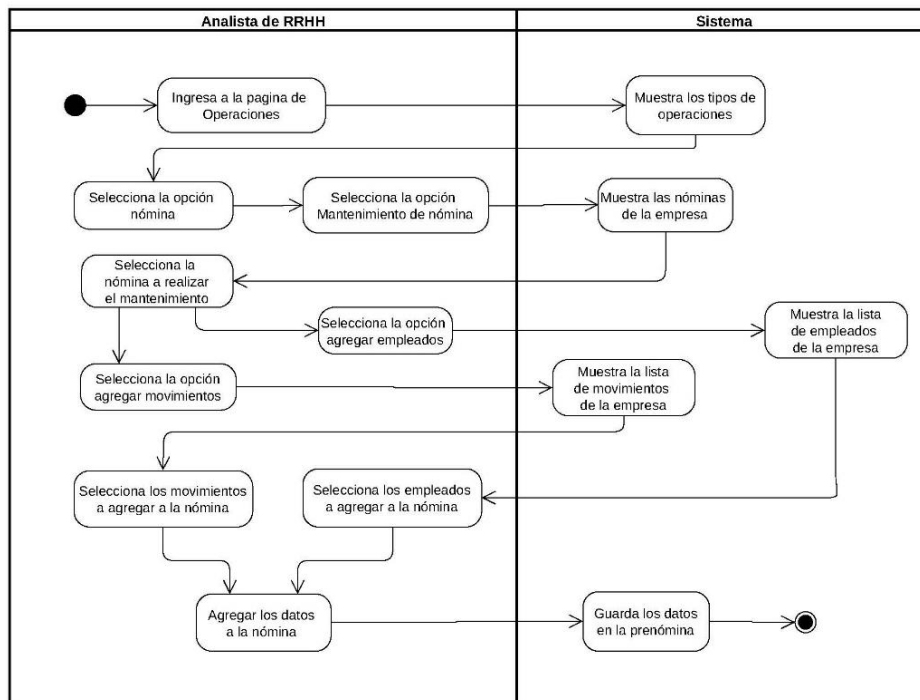 Analista de RRHH
Sistema
Ingresa a la pagina de
Operaciones
Muestra los tipos de
operaciones
Selecciona la opción
nómina
Selecciona la opción
Mantenimiento de nómina
Muestra las nóminas
de la empresa
Selecciona la
nómina a realizar
el mantenimiento
Selecciona la opción
agregar empleados
Muestra la lista
de empleados
de la empresa
Selecciona la opción
agregar movimientos
Muestra la lista
de movimientos
de la empresa
Selecciona los movimientos
a agregar a la nómina
Selecciona los empleados
a agregar a la nómina
Agregar los datos
a la nómina
Guarda los datos
en la prenómina